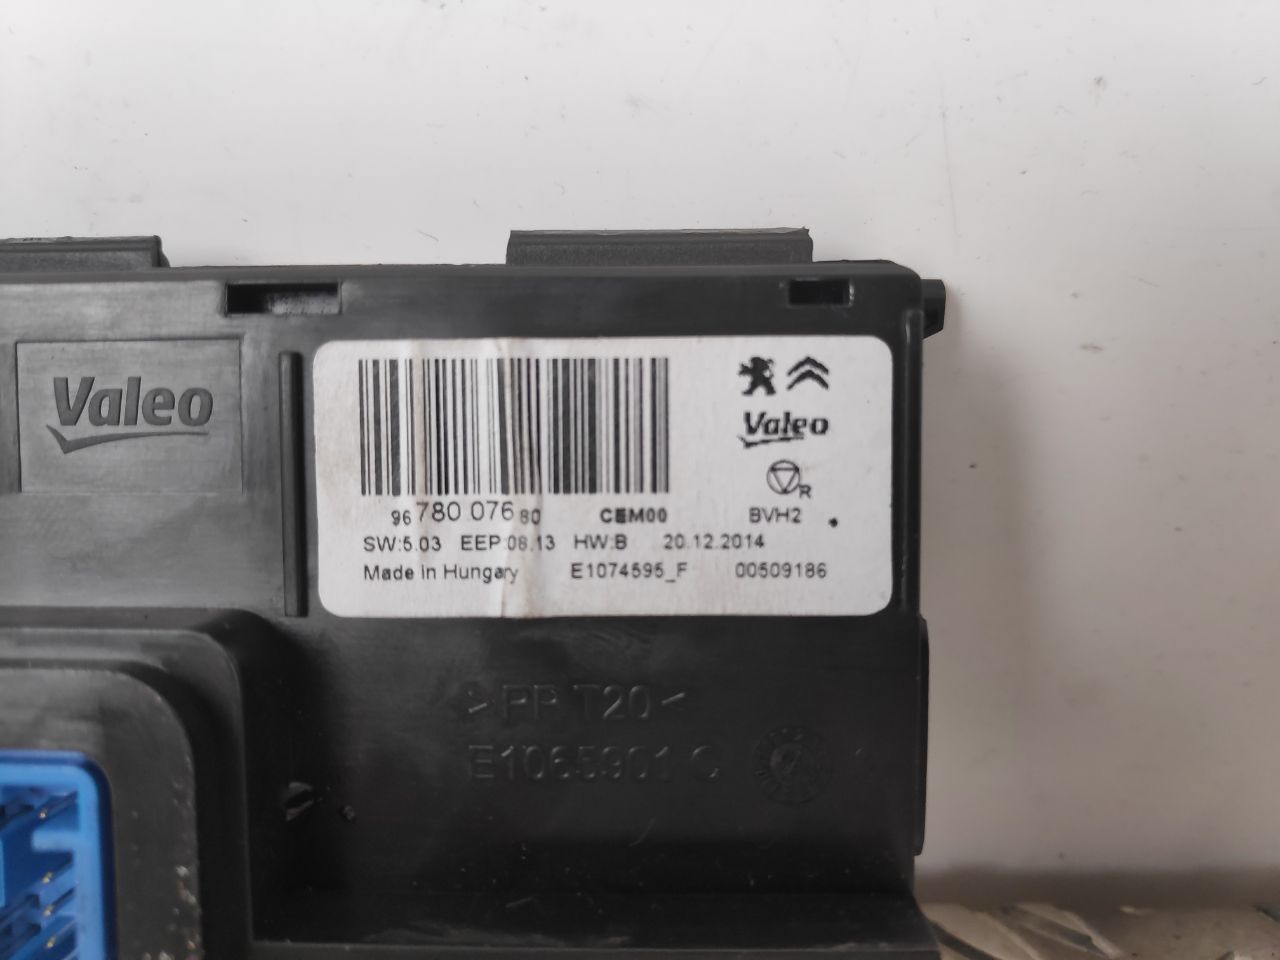 Valeo
Valeo
R
96 780 076 80 CEM00 BVH2
SW:5.03 EEP:08.13 HW:B 20.12.2014
Made In Hungary E1074595_F 00509186
>PP T20<
E1065901 C